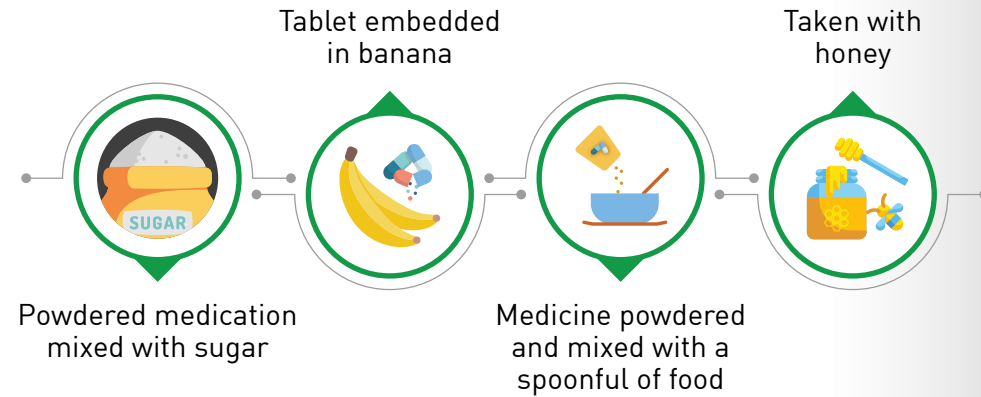 Tablet embedded
in banana
Taken with
honey
SUGAR
Powdered medication
mixed with sugar
Medicine powdered
and mixed with a
spoonful of food